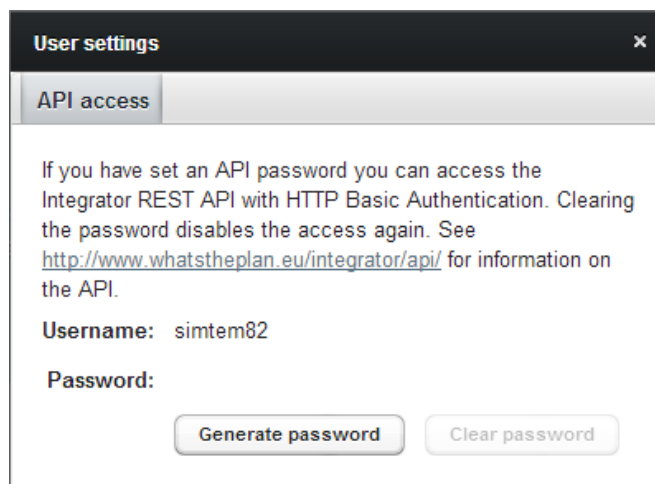 User settings ×
API access
If you have set an API password you can access the
Integrator REST API with HTTP Basic Authentication. Clearing
the password disables the access again. See
http://www.whatstheplan.eu/integrator/api/ for information on
the API.
Username: simtem82
Password:
Generate password Clear password